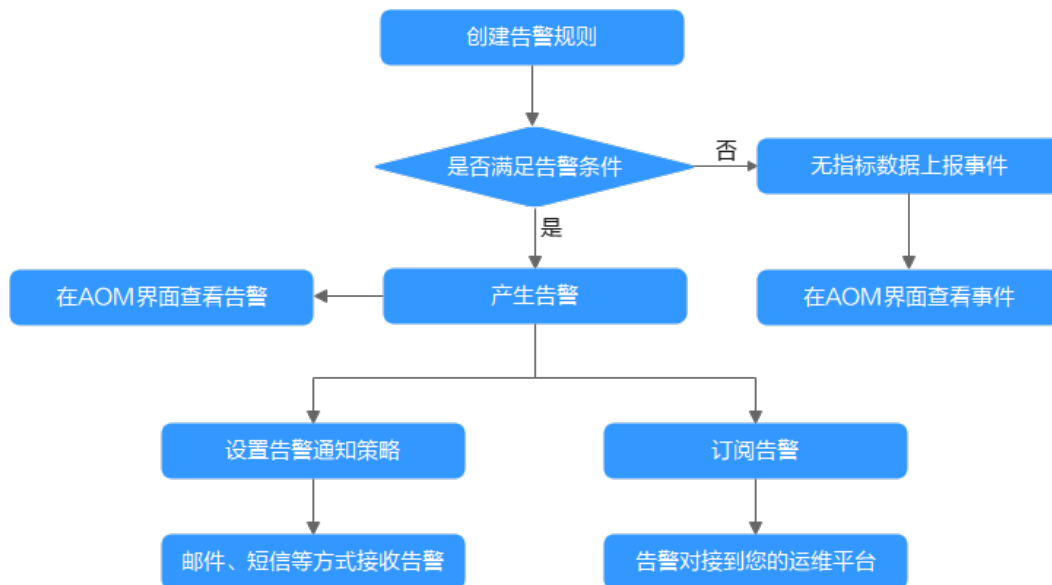 创建告警规则
是否满足告警条件
否
无指标数据上报事件
是
在AOM界面查看告警
产生告警
在AOM界面查看事件
设置告警通知策略
订阅告警
邮件、短信等方式接收告警
告警对接到您的运维平台